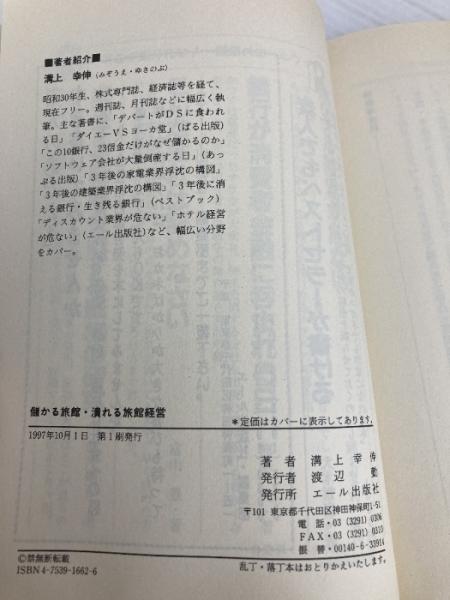 ■著者紹介■
溝上 幸伸（みぞうえ・ゆきのぶ）
昭和30年生、株式専門誌、経済誌等を経て、
現在フリー。週刊誌、月刊誌などに幅広く執
筆。主な著書に、「デパートがＤＳに食われ
る日」「ダイエーＶＳヨーカ堂」（ぱる出版）
「この10銀行、23信金だけがなぜ儲かるのか」
「ソフトウェア会社が大量倒産する日」（あっ
ぷる出版）「３年後の家電業界浮沈の構図」
「３年後の建築業界浮沈の構図」「３年後に消
える銀行・生き残る銀行」（ベストブック）
「ディスカウント業界が危ない」「ホテル経営
が危ない」（エール出版社）など、幅広い分野
をカバー。
儲かる旅館・潰れる旅館経営
＊定価はカバーに表示してあります。
1997年10月１日 第１刷発行
著 者 溝 上 幸 伸
発行者 渡 辺 勲
発行所 エール出版社
〒101 東京都千代田区神田神保町1-51
電 話 03 (3291) 0306
ＦＡＸ 03 (3291) 0310
振 替 00140-6-33914
©禁無断転載
乱丁・落丁本はおとりかえいたします。
ISBN 4-7539-1662-6